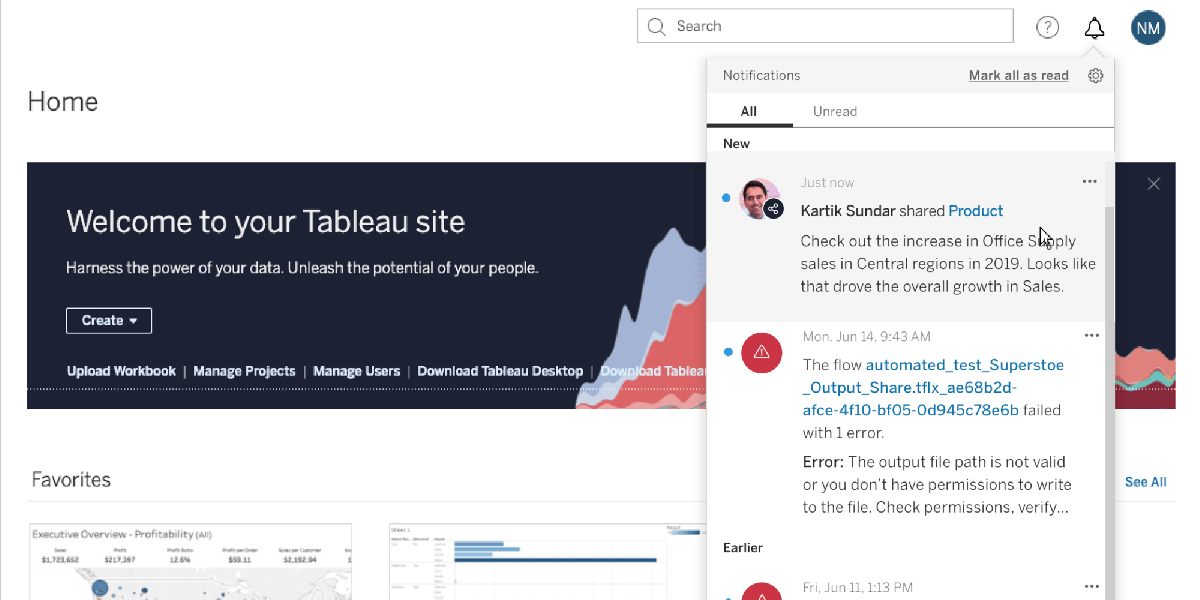 Search
?
NM
Home
Notifications
Mark all as read
All
Unread
New
Welcome to your Tableau site
Harness the power of your data. Unleash the potential of your people.
Create
Upload Workbook | Manage Projects | Manage Users | Download Tableau Desktop | Download Tableau
Just now
Kartik Sundar shared Product
Check out the increase in Office Supply
sales in Central regions in 2019. Looks like
that drove the overall growth in Sales.
Mon. Jun 14, 9:43 AM
The flow automated_test_Superstoe
_Output_Share.tflx_ae68b2d-
afce-4f10-bf05-0d945c78e6b failed
with 1 error.
Error: The output file path is not valid
or you don't have permissions to write
to the file. Check permissions, verify...
Earlier
Fri, Jun 11, 1:13 PM
Favorites
See All
Executive Overview - Profitability (All)
Sales Profit Profit Ratio Profit per Order Sales per Customer
$1,723,652 $217,397 12.6% $59.11 $2,192.94
Sheet 1